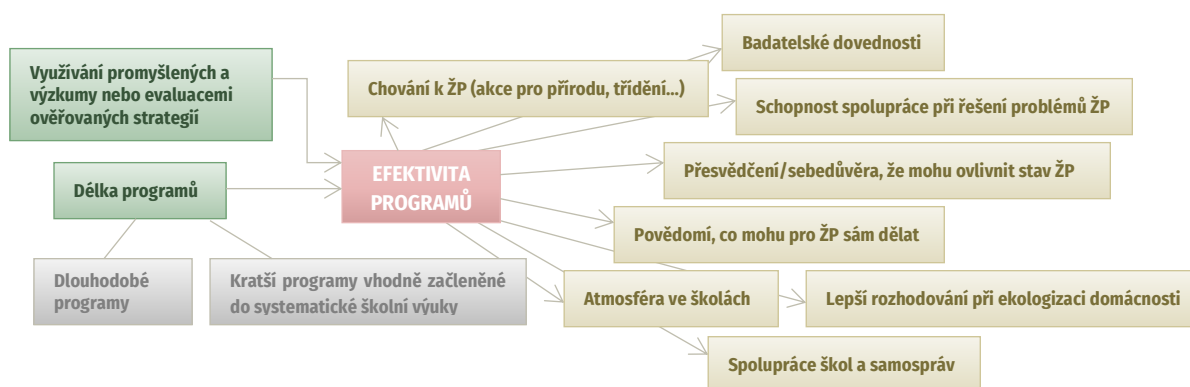 Využívání promyšlených a
výzkumy nebo evaluacemi
ověřovaných strategií
Délka programů
Dlouhodobé
programy
Kratší programy vhodně začleněné
do systematické školní výuky
EFEKTIVITA
PROGRAMŮ
Chování k ŽP (akce pro přírodu, třídění...)
Badatelské dovednosti
Schopnost spolupráce při řešení problémů ŽP
Přesvědčení/sebedůvěra, že mohu ovlivnit stav ŽP
Povědomí, co mohu pro ŽP sám dělat
Atmosféra ve školách
Lepší rozhodování při ekologizaci domácnosti
Spolupráce škol a samospráv